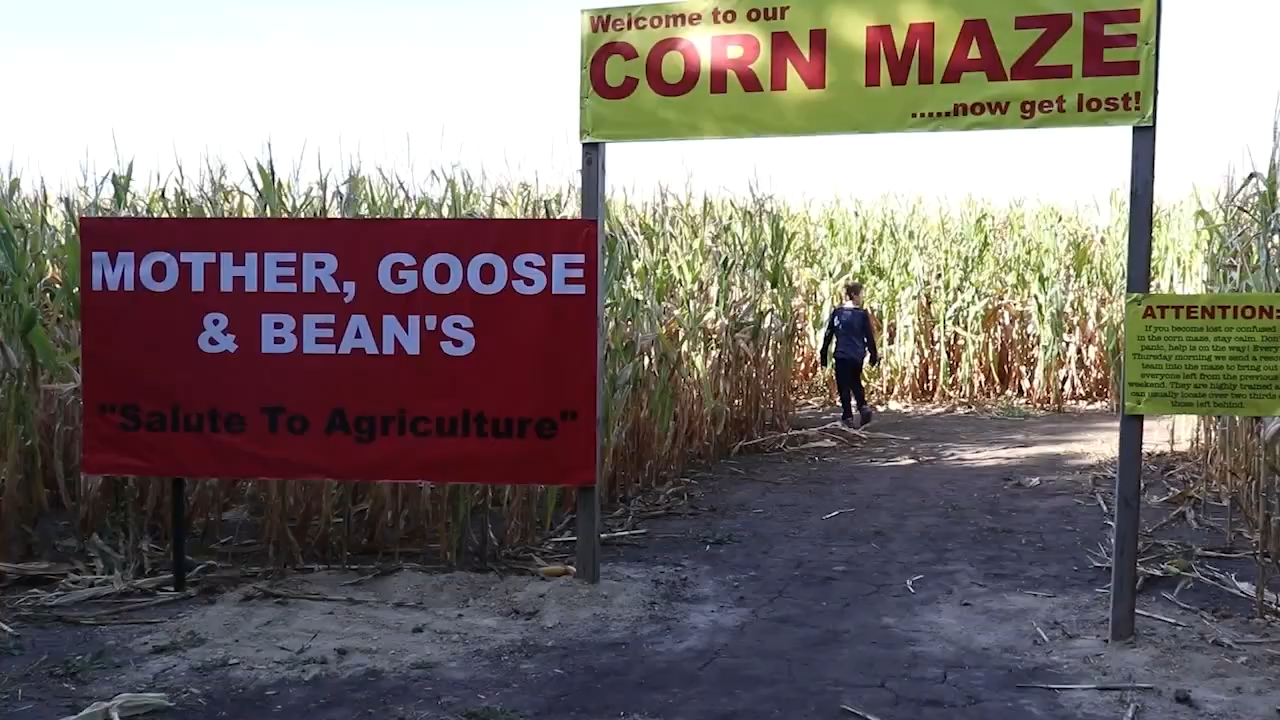 Welcome to our
CORN MAZE
.....now get lost!
MOTHER, GOOSE
& BEAN'S
"Salute To Agriculture"
ATTENTION:
If you become lost or confused
in the corn maze, stay calm. Don'
panic, help is on the way! Every
Thursday morning we send a
team into the maze to bring out
everyone left from the previous
weekend. They are highly trained
can usually locate over two thirds
those left behind.